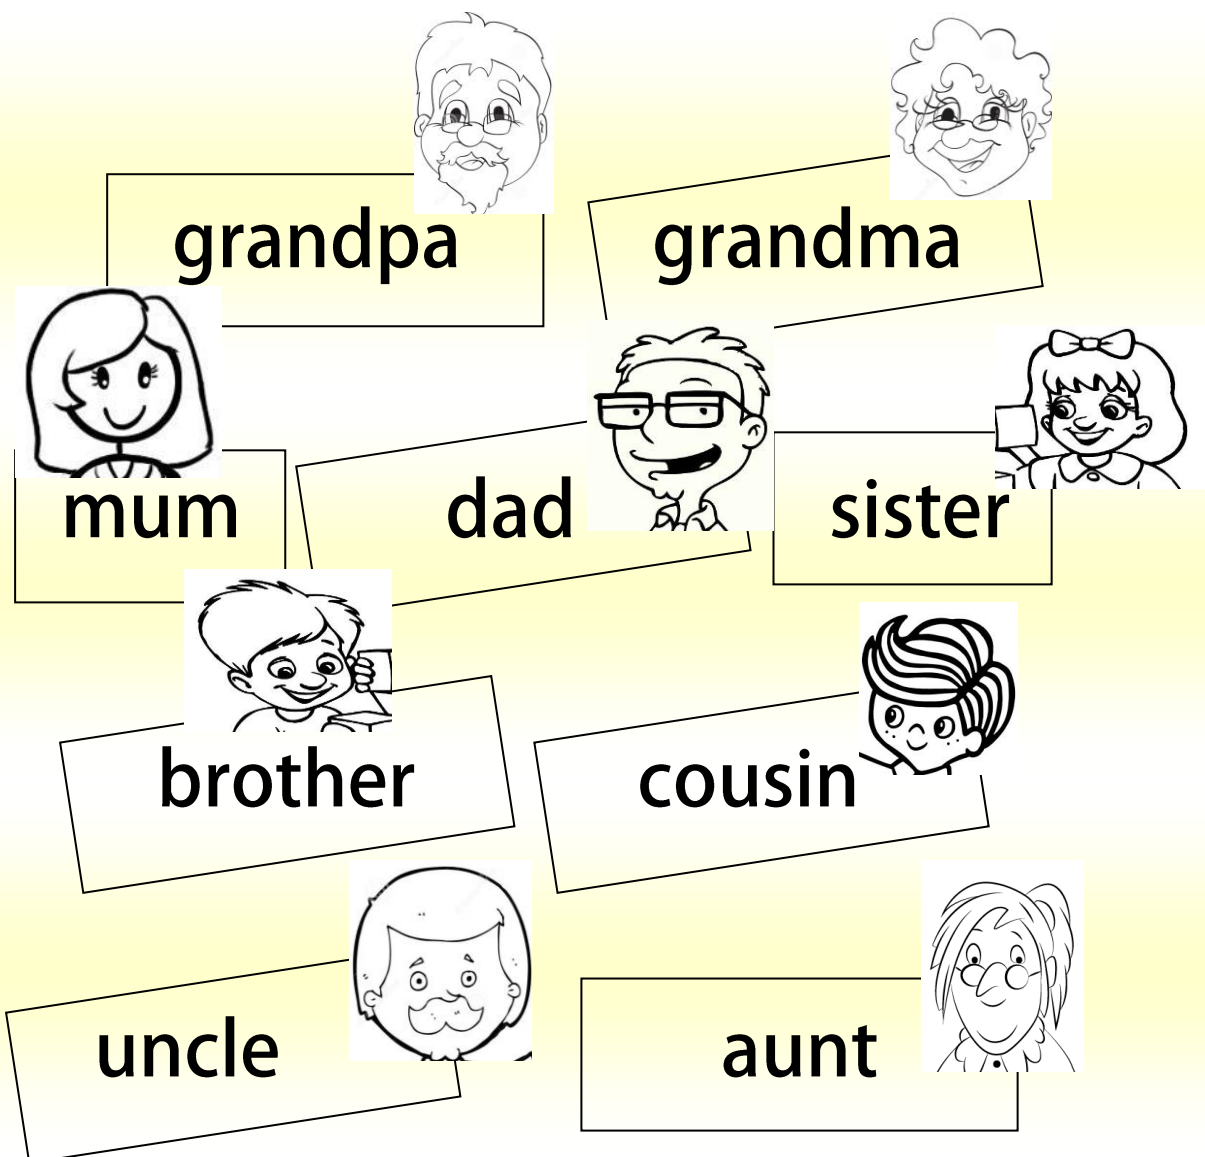 grandpa
grandma
mum
dad
sister
brother
cousin
uncle
aunt